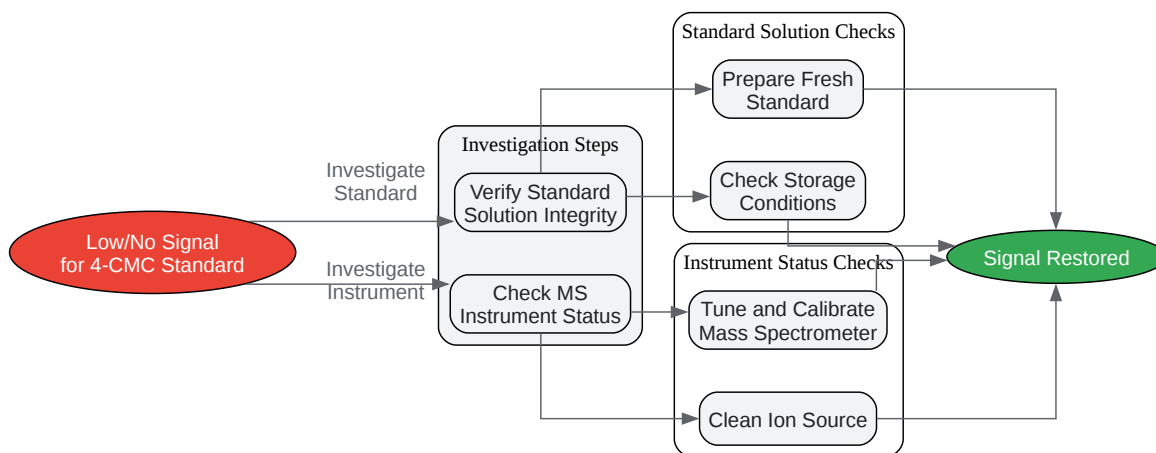 Low/No Signal
for 4-CMC Standard
Investigate
Standard
Investigate
Instrument
Investigation Steps
Verify Standard
Solution Integrity
Check MS
Instrument Status
Standard Solution Checks
Prepare Fresh
Standard
Check Storage
Conditions
Instrument Status Checks
Tune and Calibrate
Mass Spectrometer
Clean Ion Source
Signal Restored